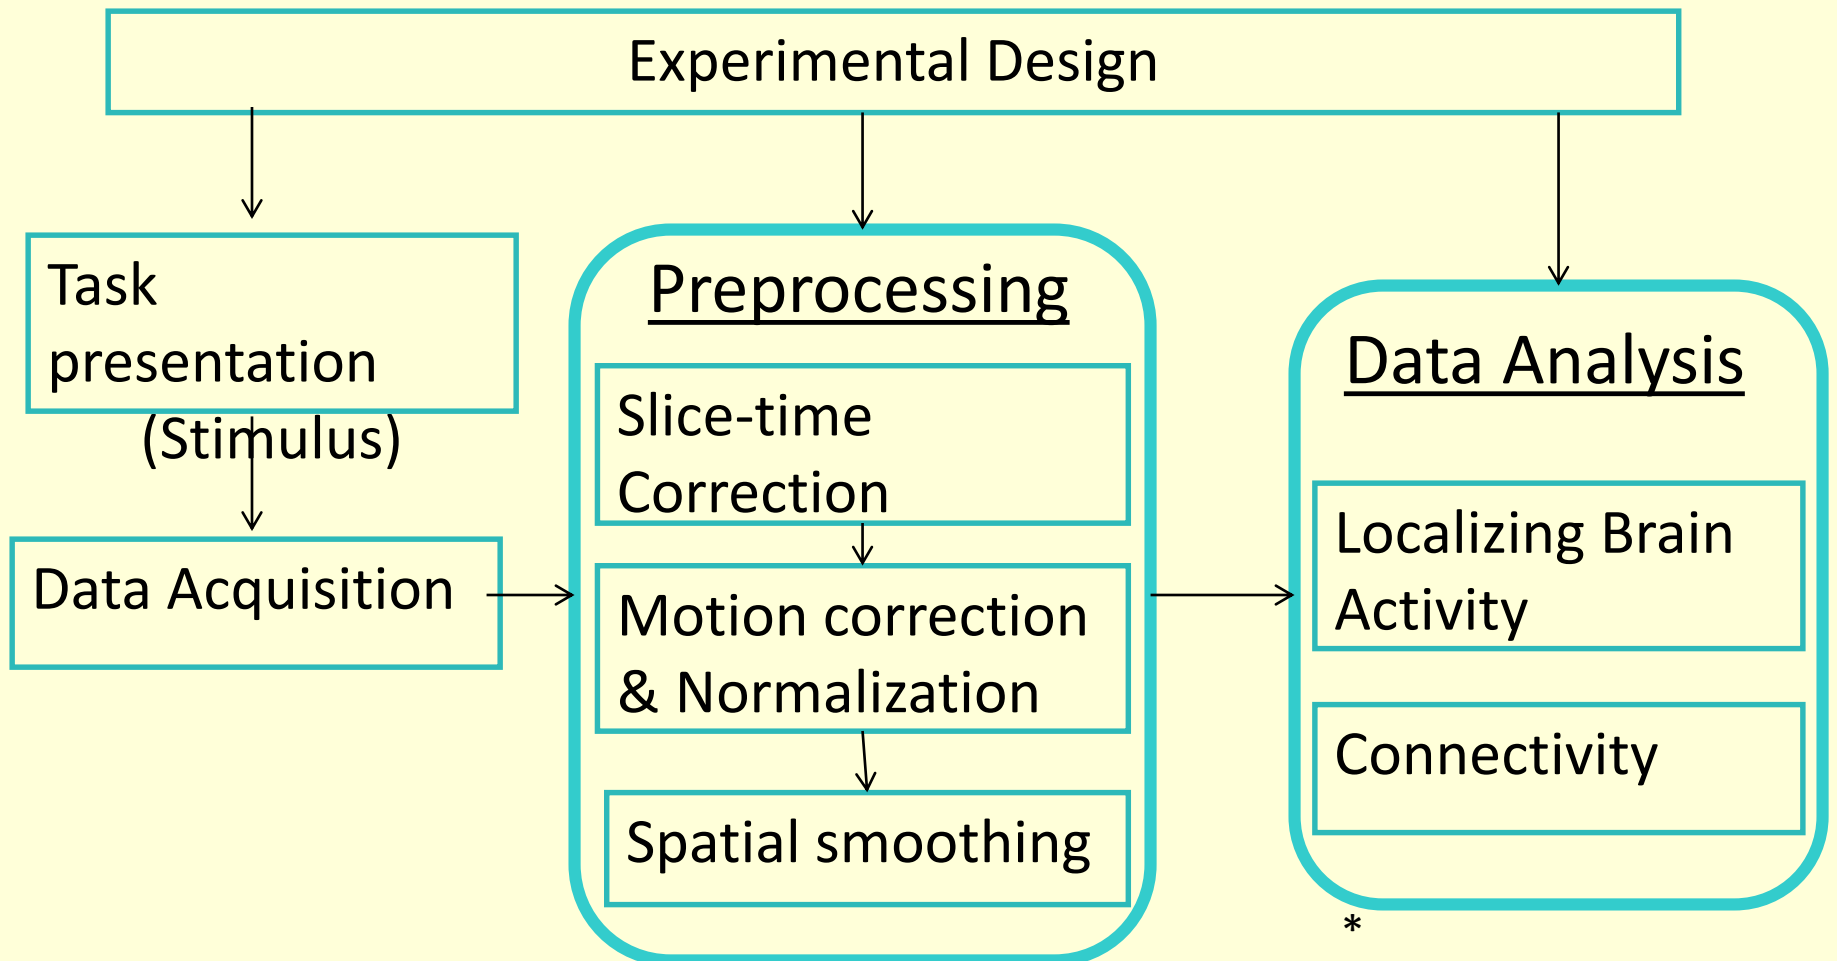 Experimental Design
Task
presentation
(Stimulus)
Data Acquisition
Preprocessing
Slice-time
Correction
Motion correction
& Normalization
Spatial smoothing
Data Analysis
Localizing Brain
Activity
Connectivity
*